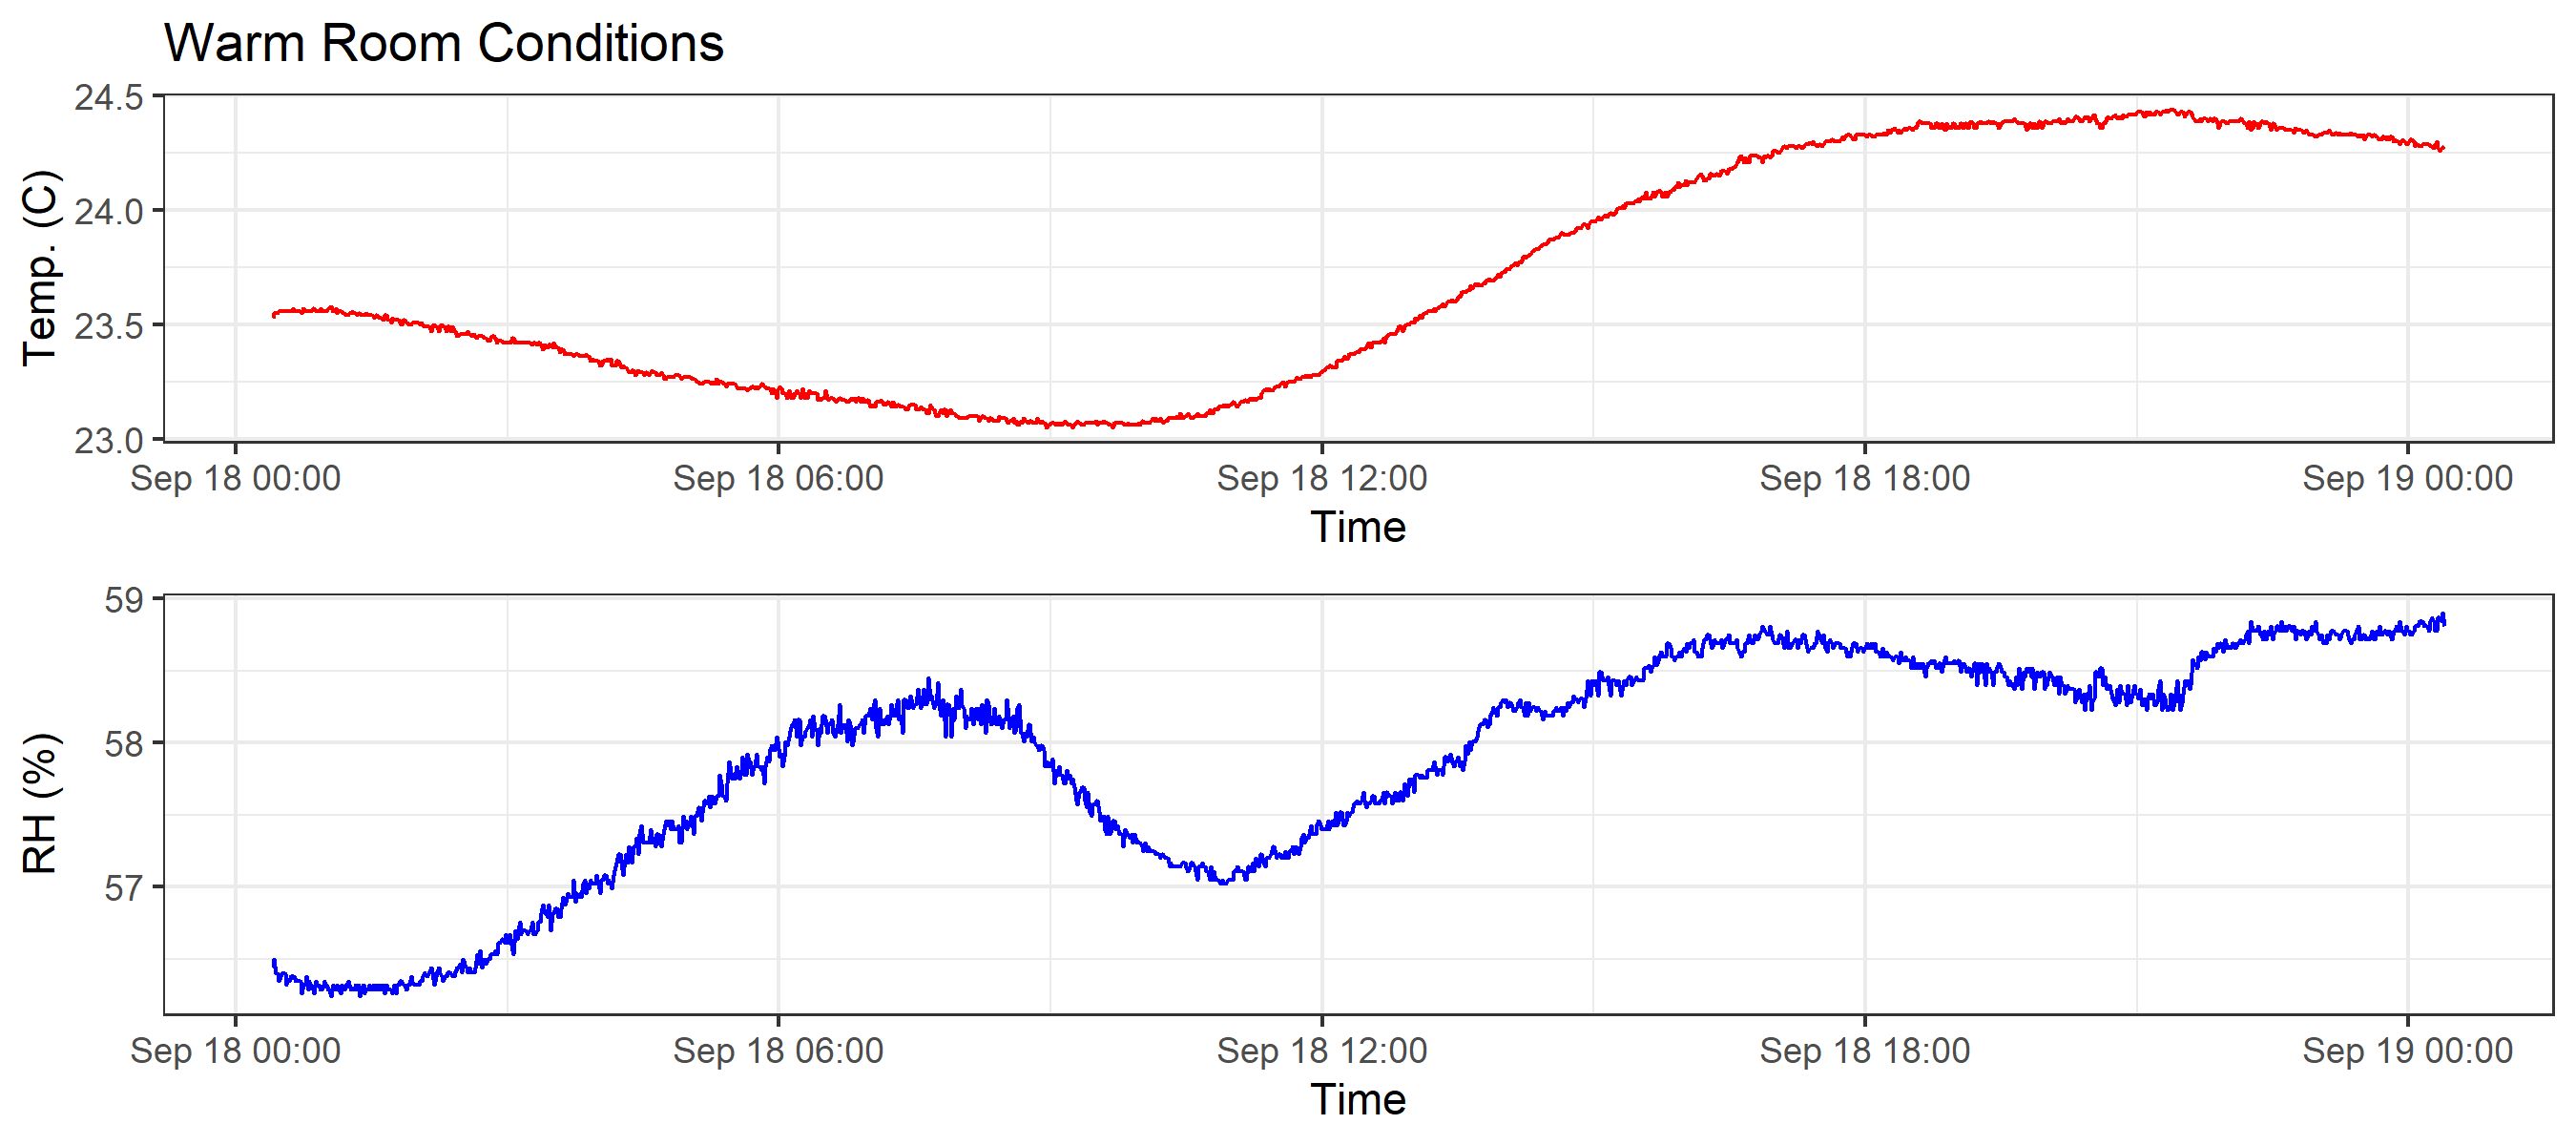 Warm Room Conditions
24.5
24.0
23.5
23.0
Temp. (C)
Sep 18 00:00 Sep 18 06:00 Sep 18 12:00 Sep 18 18:00 Sep 19 00:00
Time
59
58
57
RH (%)
Sep 18 00:00 Sep 18 06:00 Sep 18 12:00 Sep 18 18:00 Sep 19 00:00
Time